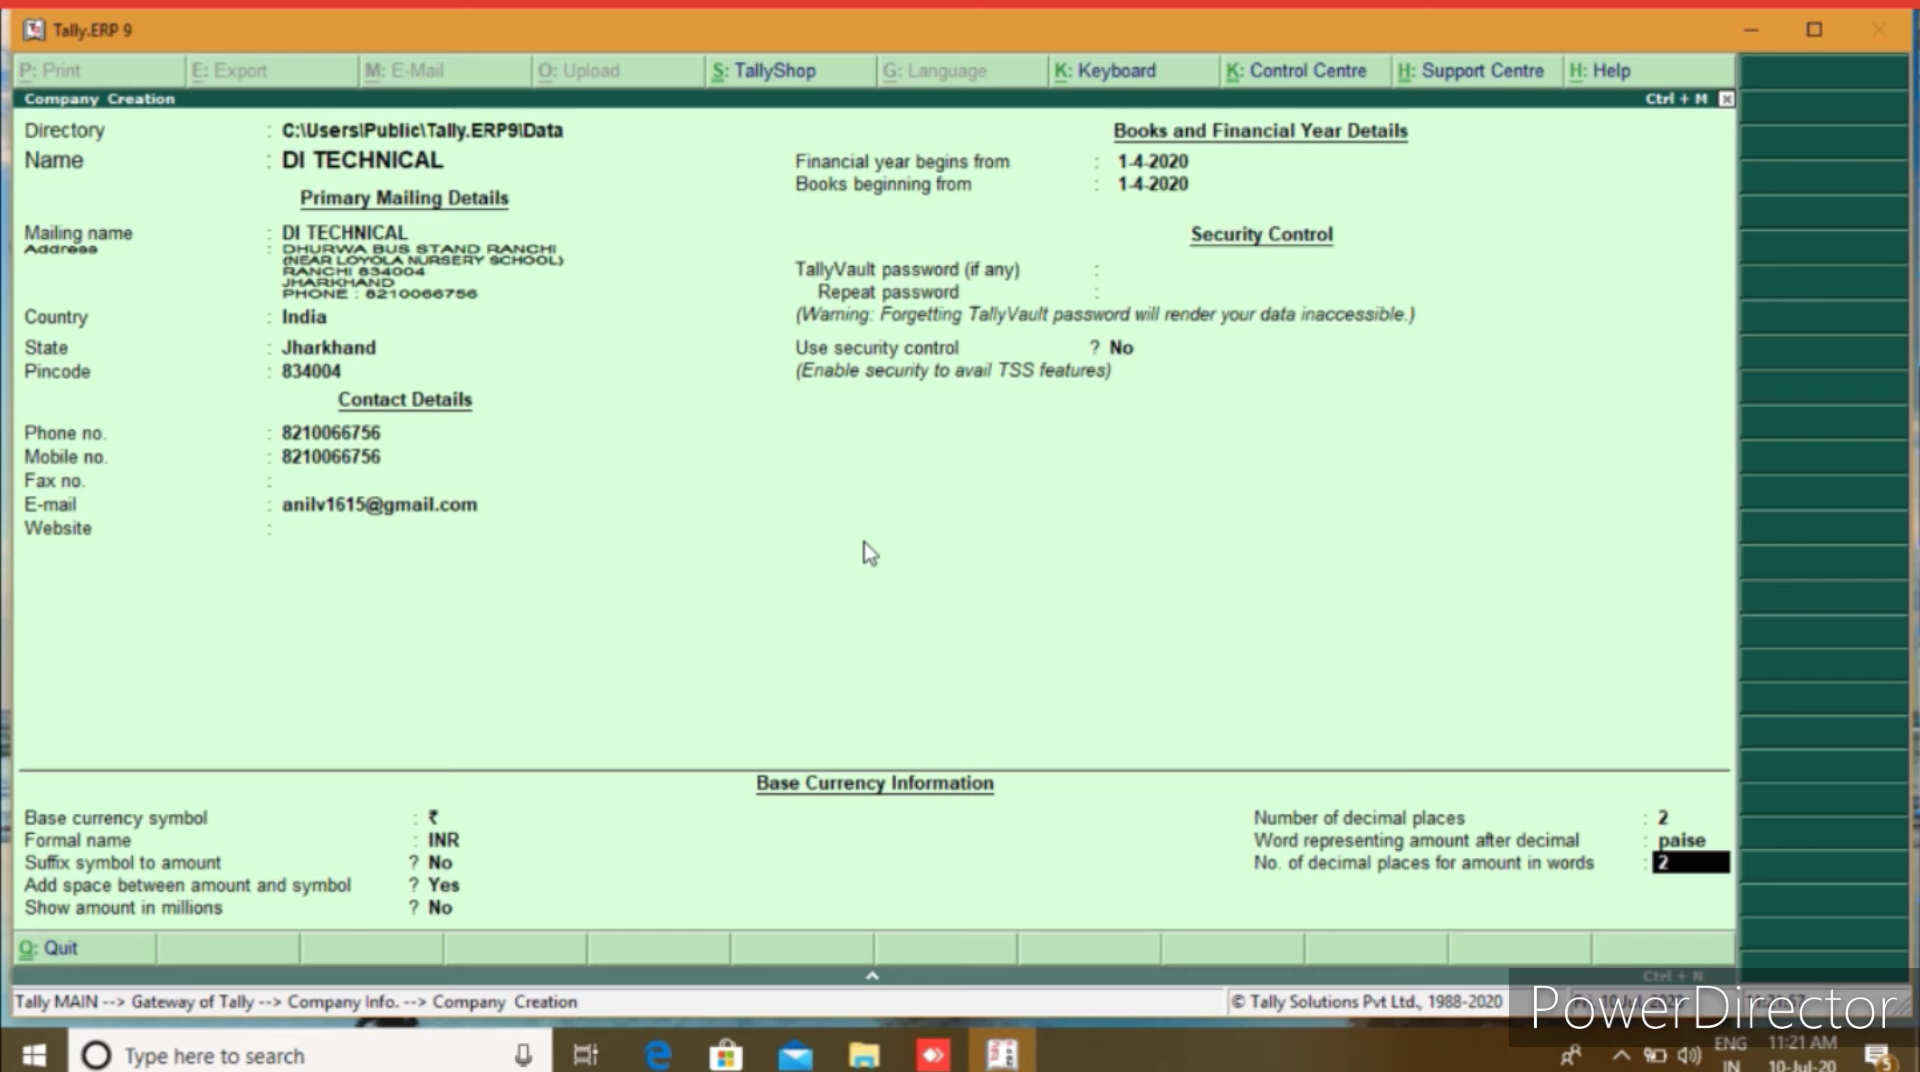 Tally.ERP 9
P: Print E: Export M: E-Mail O: Upload S: TallyShop G: Language K: Keyboard K: Control Centre H: Support Centre H: Help
Company Creation Ctrl + M
Directory : C:\Users\Public\Tally.ERP9\Data
Name : DI TECHNICAL
Primary Mailing Details
Mailing name : DI TECHNICAL
Address : DHURWA BUS STAND RANCHI
(NEAR LOYOLA NURSERY SCHOOL)
RANCHI 834004
JHARKHAND
PHONE : 8210066756
Country : India
State : Jharkhand
Pincode : 834004
Contact Details
Phone no. : 8210066756
Mobile no. : 8210066756
Fax no. :
E-mail : anilv1615@gmail.com
Website :
Books and Financial Year Details
Financial year begins from : 1-4-2020
Books beginning from : 1-4-2020
Security Control
TallyVault password (if any) :
Repeat password :
(Warning: Forgetting TallyVault password will render your data inaccessible.)
Use security control ? No
(Enable security to avail TSS features)
Base Currency Information
Base currency symbol : ₹
Formal name : INR
Suffix symbol to amount ? No
Add space between amount and symbol ? Yes
Show amount in millions ? No
Number of decimal places : 2
Word representing amount after decimal : paise
No. of decimal places for amount in words : 2
Q: Quit
Ctrl + N
Tally MAIN --> Gateway of Tally --> Company Info. --> Company Creation
© Tally Solutions Pvt Ltd., 1988-2020
PowerDirector
Type here to search
ENG
IN
11:21 AM
10-Jul-20
5